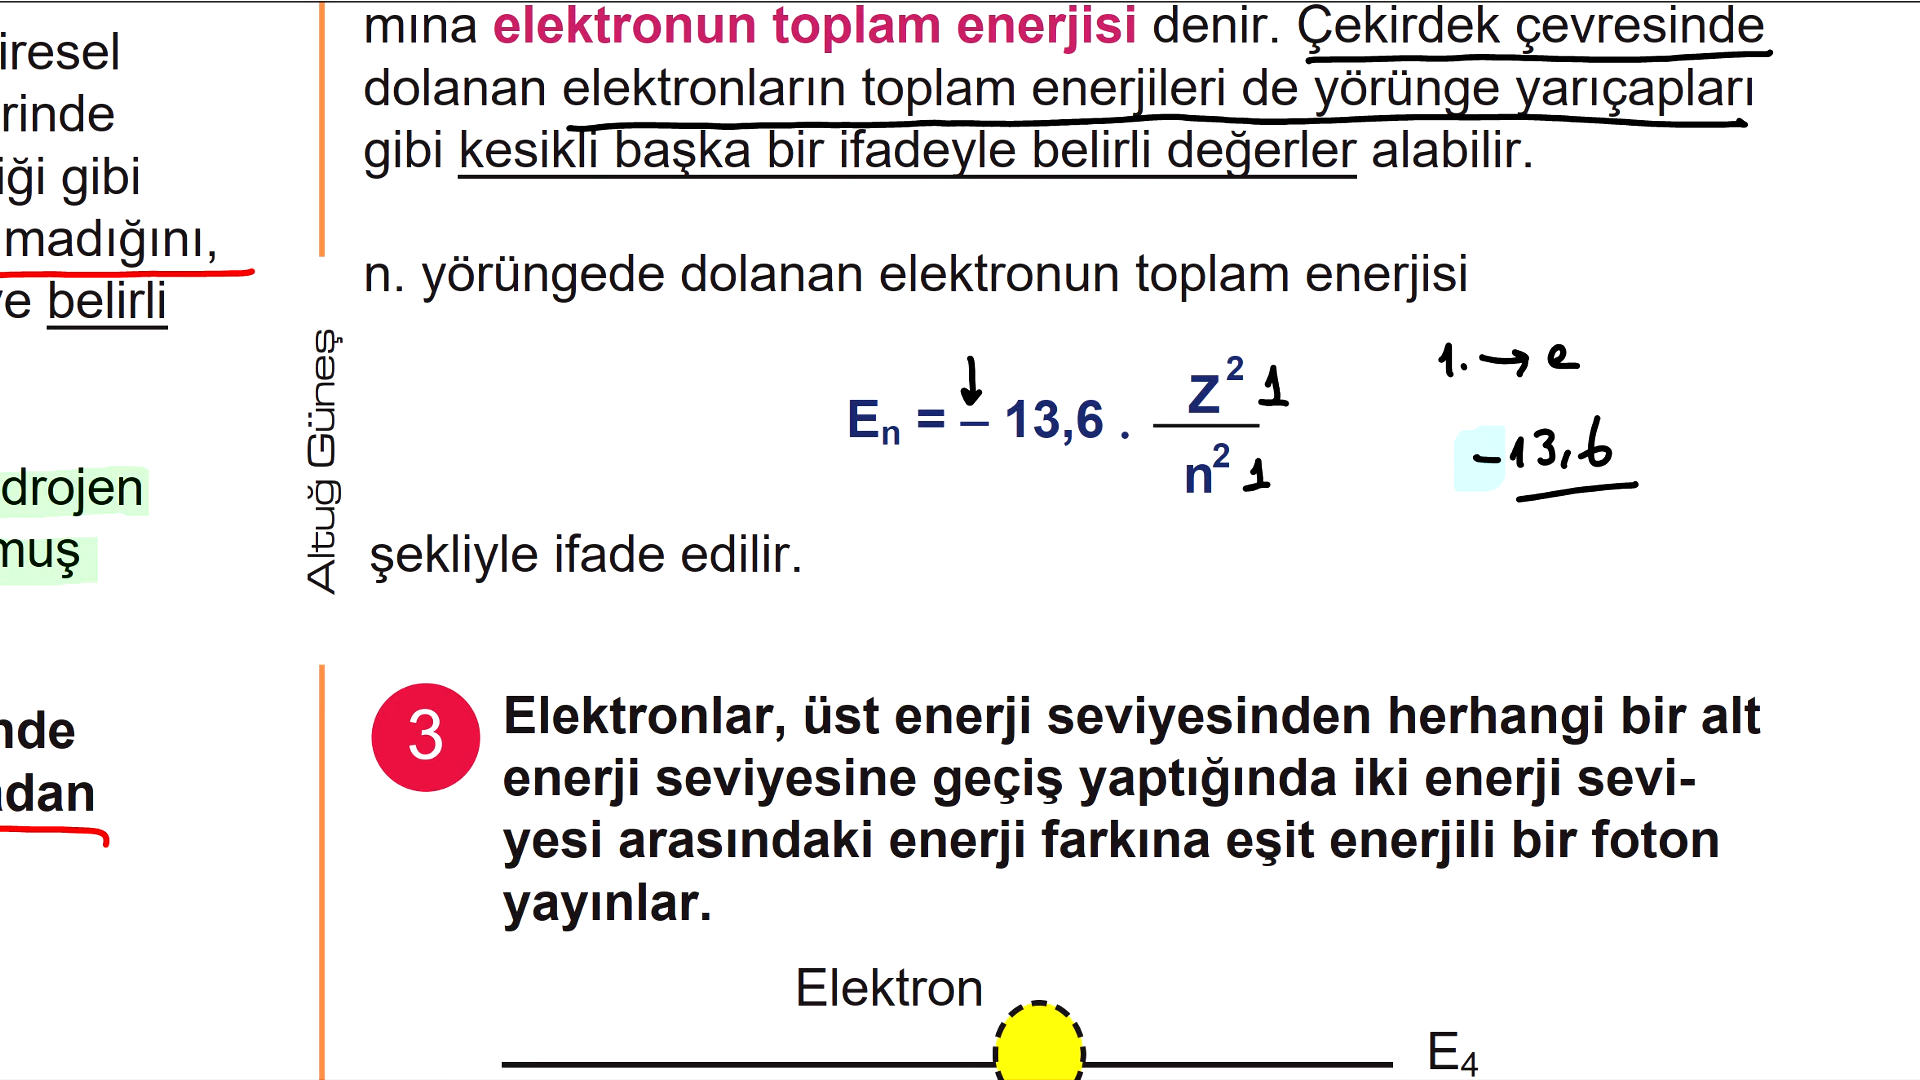 iresel
rinde
iği gibi
madığını,
ve belirli
drojen
muş
nde
adan
Altuğ Güneş
mına elektronun toplam enerjisi denir. Çekirdek çevresinde
dolanan elektronların toplam enerjileri de yörünge yarıçapları
gibi kesikli başka bir ifadeyle belirli değerler alabilir.
n. yörüngede dolanan elektronun toplam enerjisi
Eₙ = – 13,6 . Z² 1
n² 1
1. → e
-13,6
şekliyle ifade edilir.
3 Elektronlar, üst enerji seviyesinden herhangi bir alt
enerji seviyesine geçiş yaptığında iki enerji sevi-
yesi arasındaki enerji farkına eşit enerjili bir foton
yayınlar.
Elektron
E₄